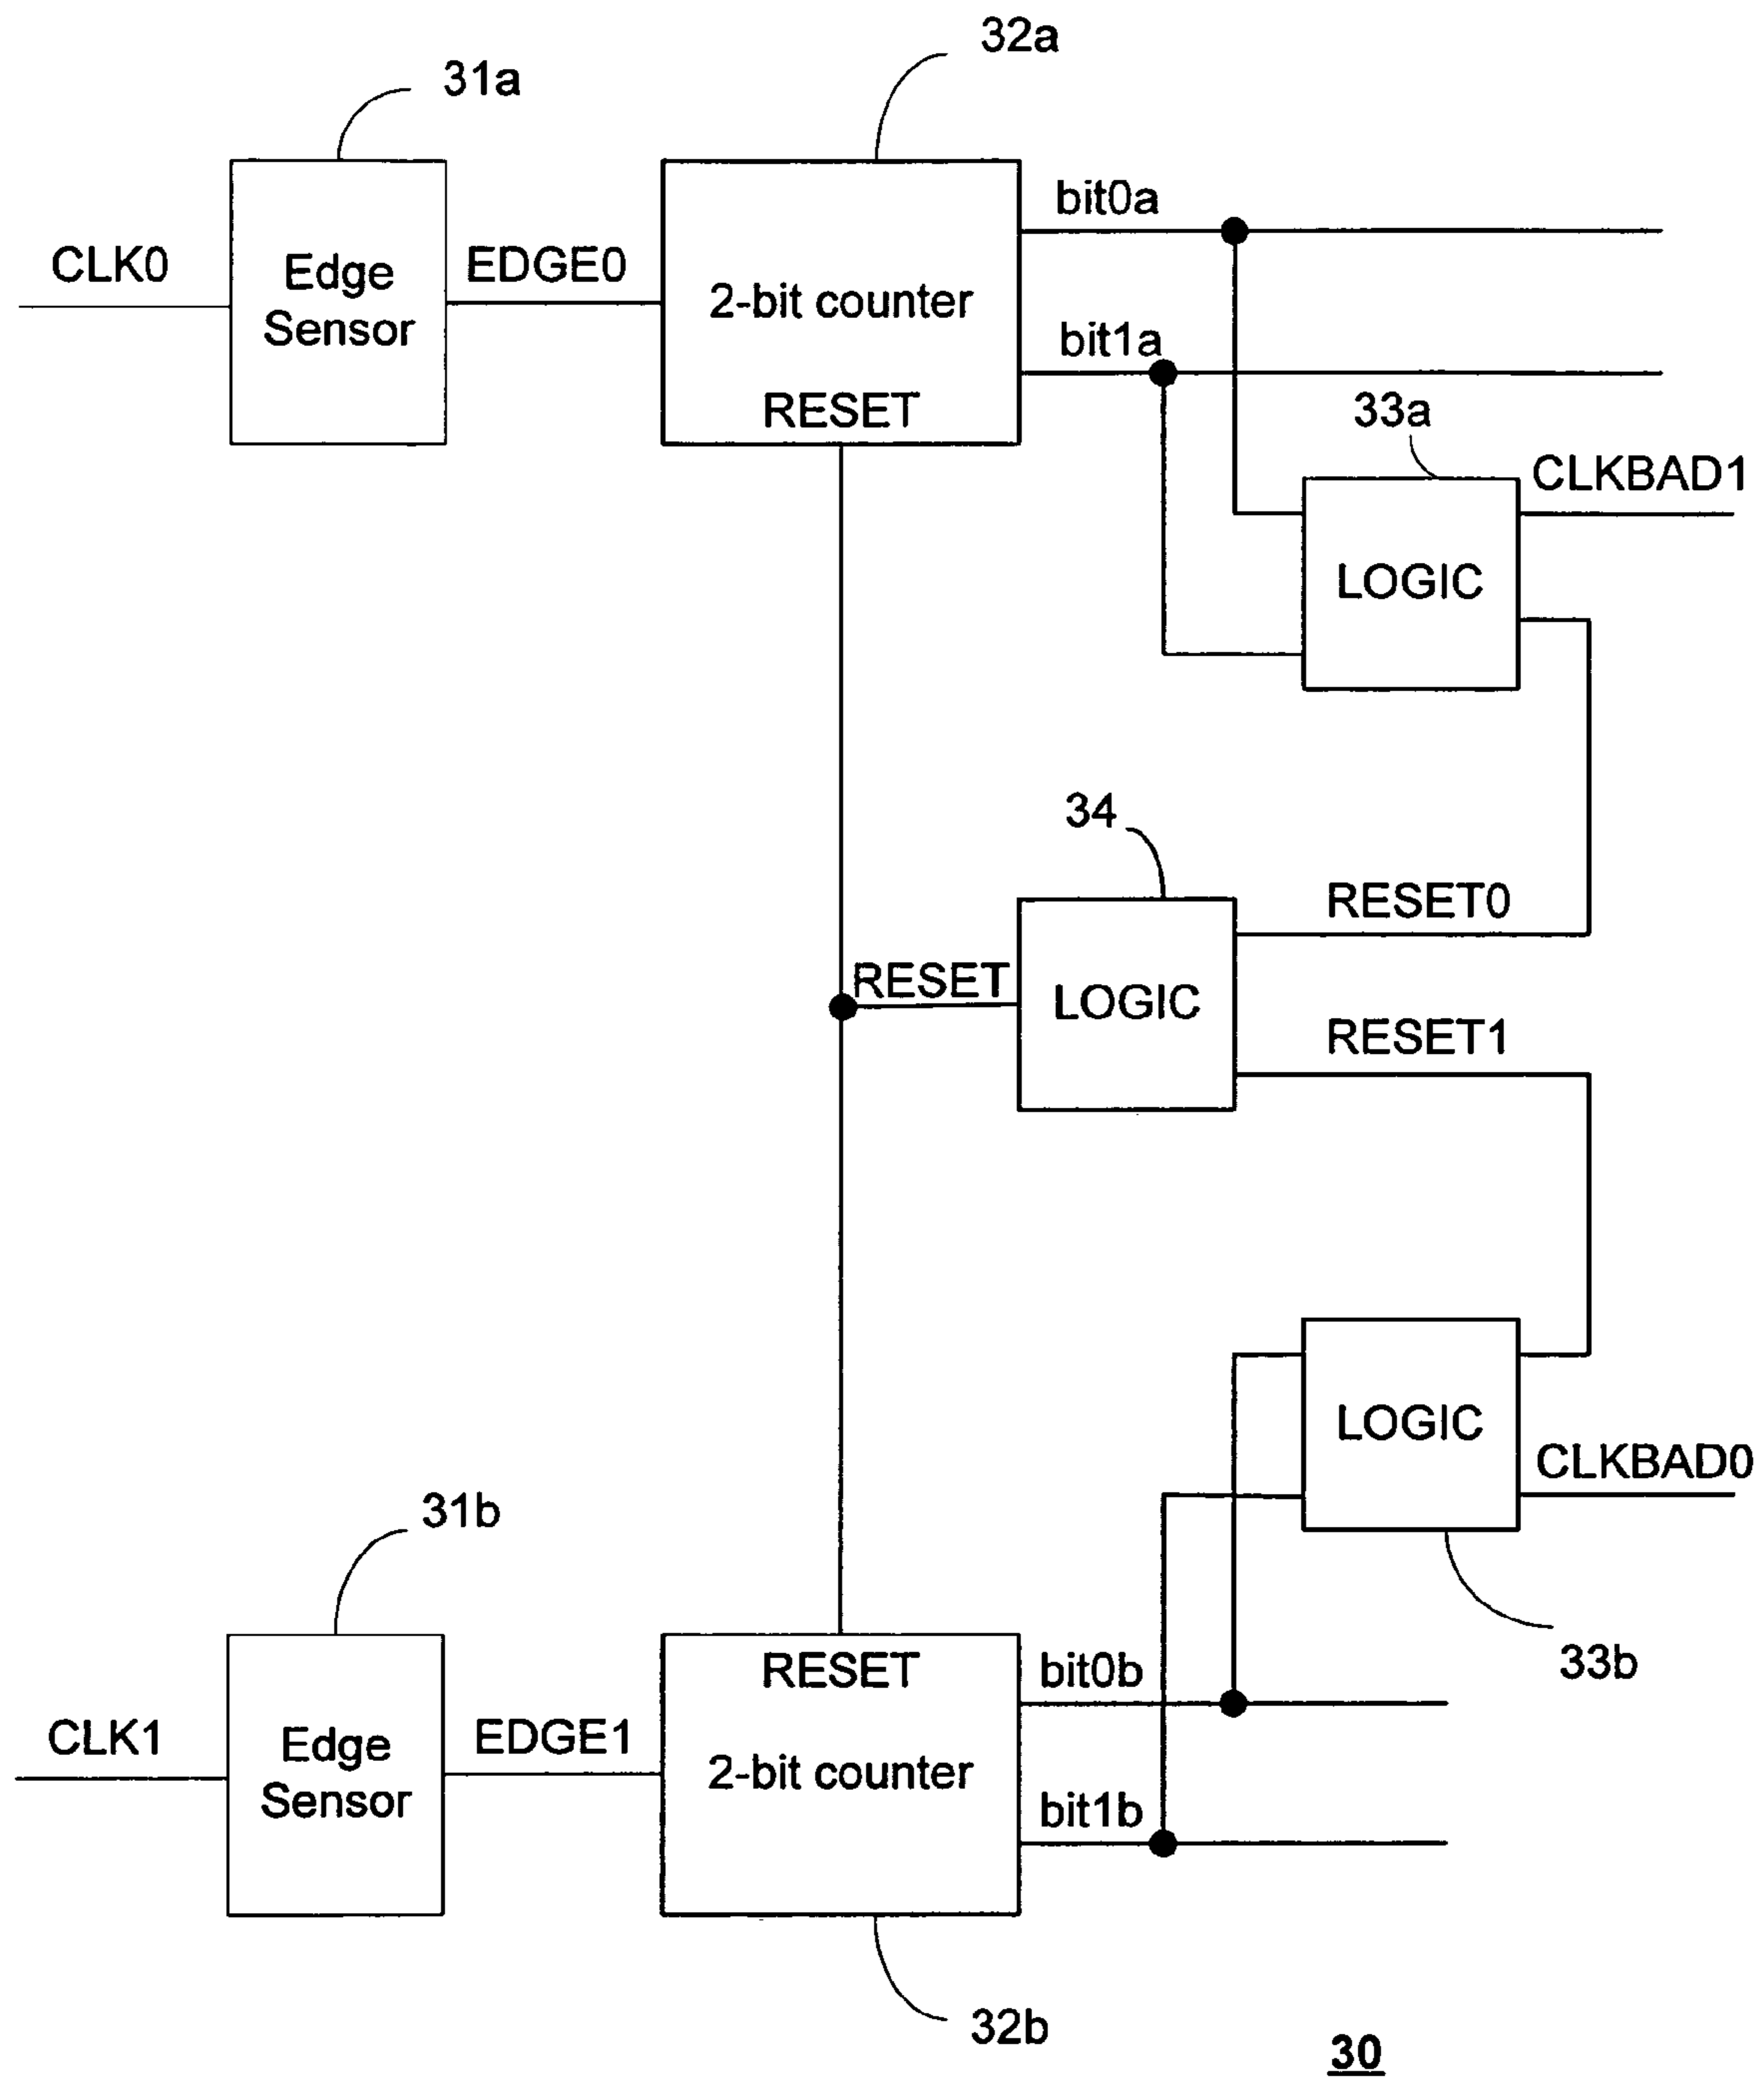 32a
31a
bit0a
CLK0
Edge
Sensor
EDGE0
2-bit counter
bit1a
RESET
33a
CLKBAD1
LOGIC
34
RESET0
RESET
LOGIC
RESET1
LOGIC
CLKBAD0
31b
33b
RESET
bit0b
CLK1
Edge
Sensor
EDGE1
2-bit counter
bit1b
32b
30